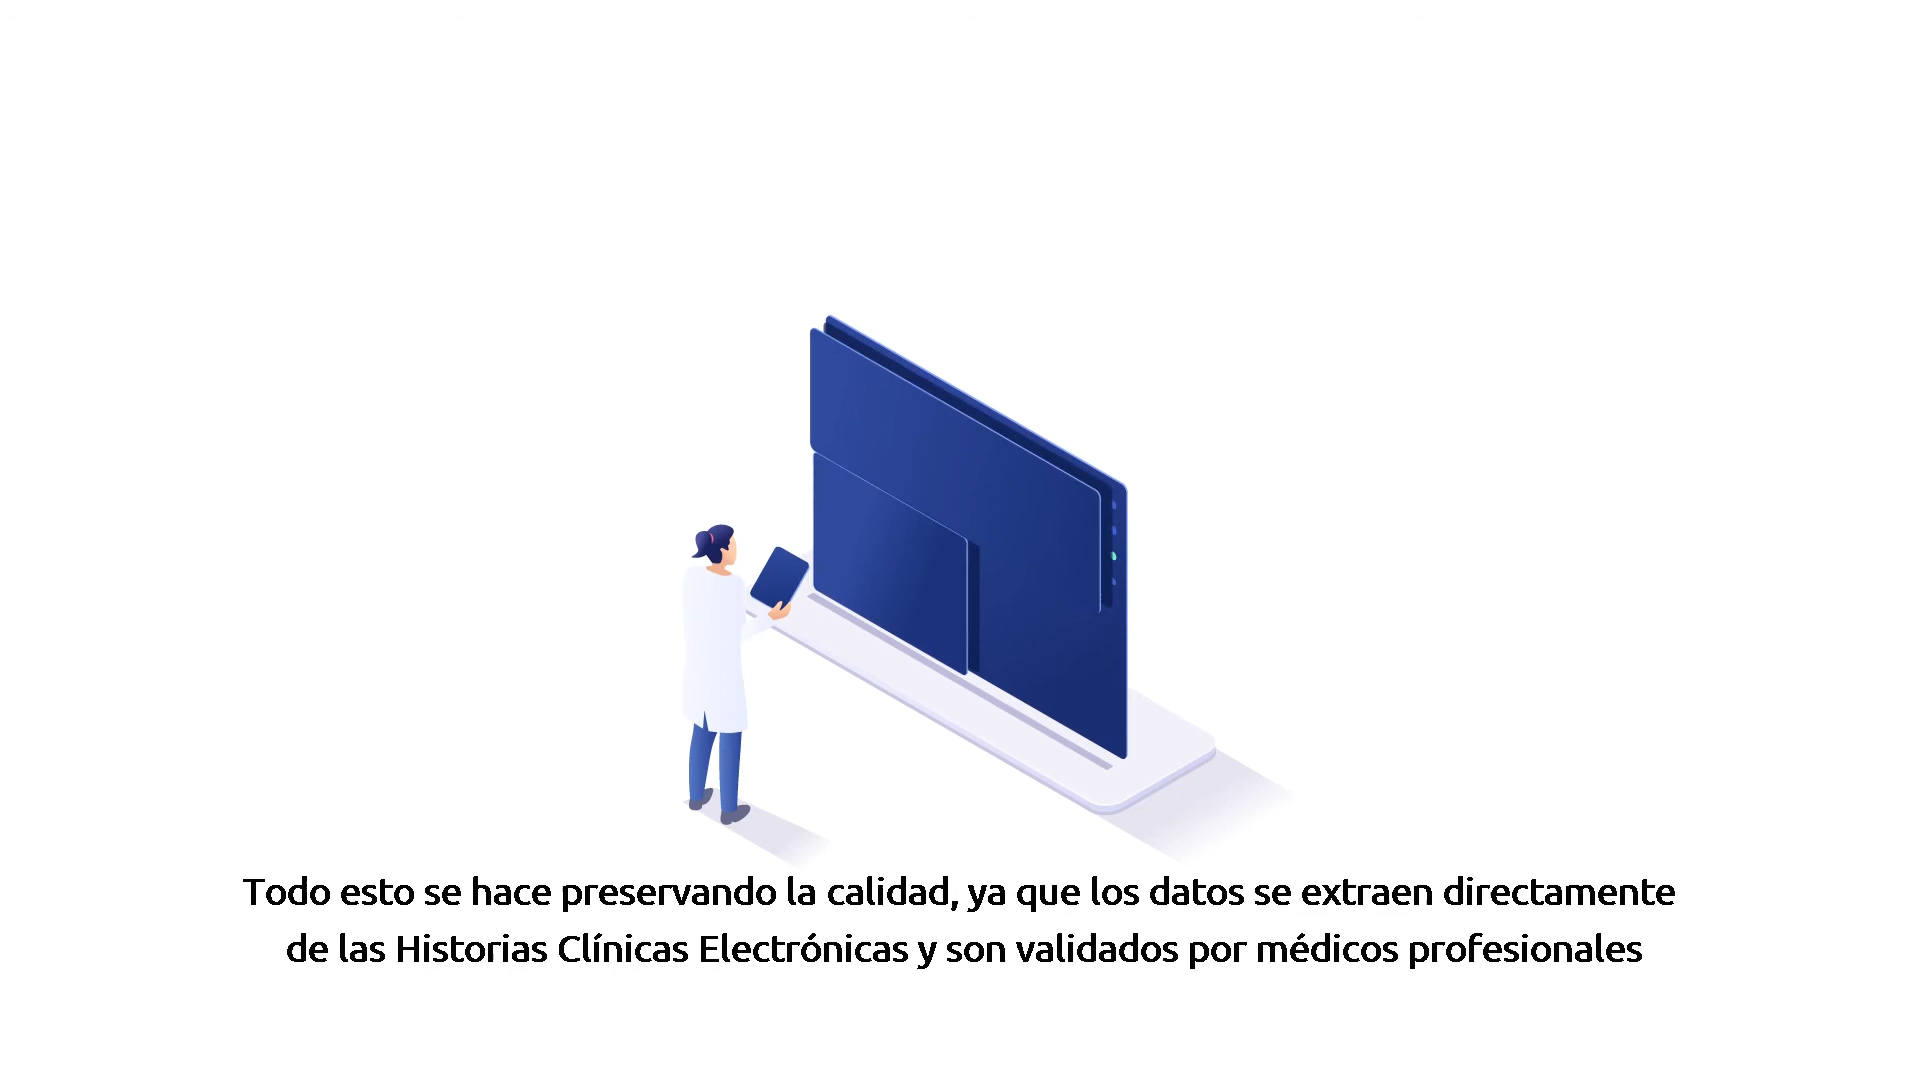 Todo esto se hace preservando la calidad, ya que los datos se extraen directamente
de las Historias Clínicas Electrónicas y son validados por médicos profesionales